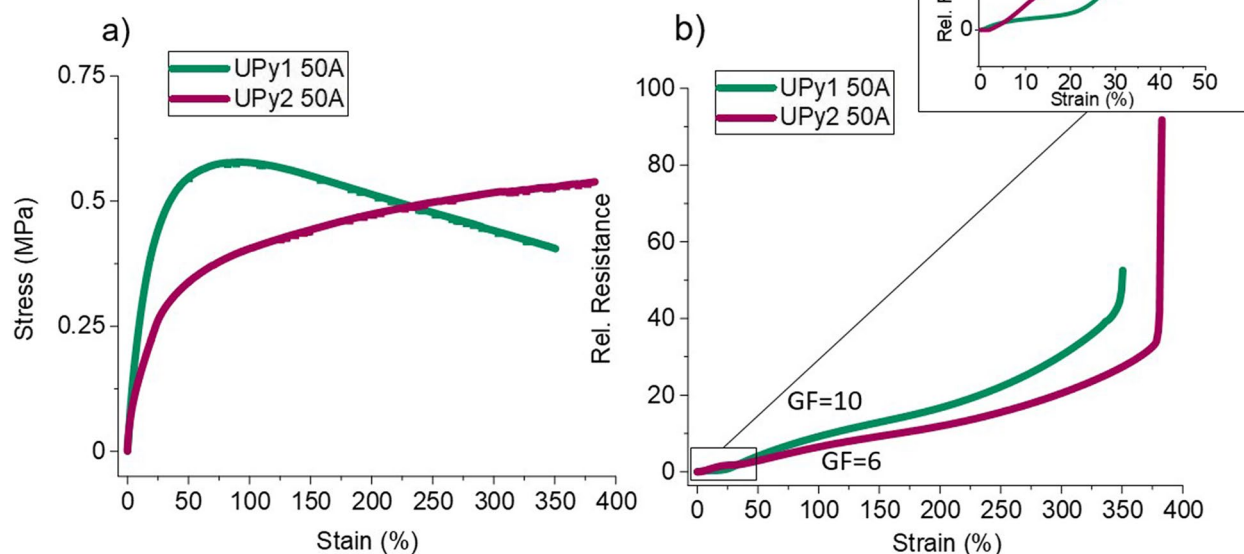 a)
UPy1 50A
UPy2 50A
0.75
0.5
0.25
0
Stress (MPa)
0 50 100 150 200 250 300 350 400
Stain (%)
b)
UPy1 50A
UPy2 50A
100
80
60
40
20
0
Rel. Resistance
GF=10
GF=6
0 50 100 150 200 250 300 350 400
Strain (%)
0
0 10 20 30 40 50
Strain (%)